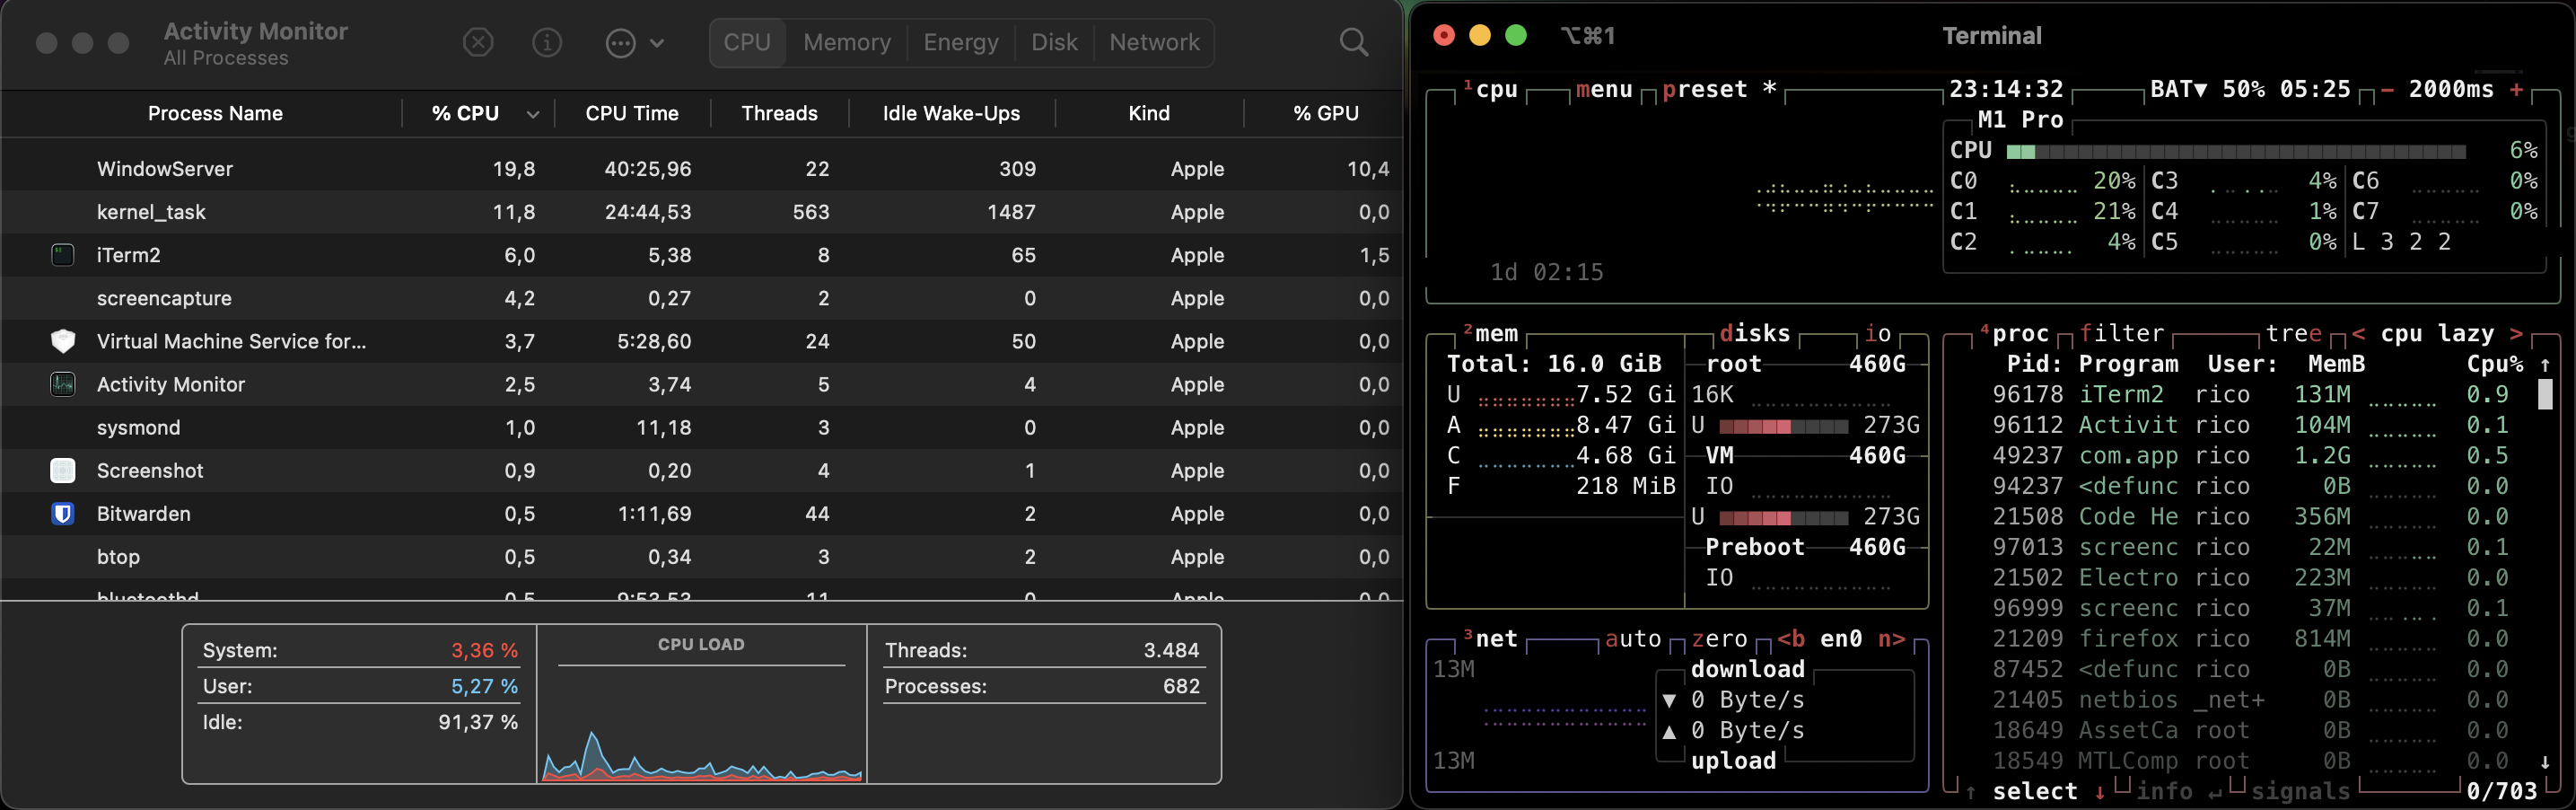 Activity Monitor
All Processes
CPU Memory Energy Disk Network
Process Name % CPU CPU Time Threads Idle Wake-Ups Kind % GPU
WindowServer 19,8 40:25,96 22 309 Apple 10,4
kernel_task 11,8 24:44,53 563 1487 Apple 0,0
iTerm2 6,0 5,38 8 65 Apple 1,5
screencapture 4,2 0,27 2 0 Apple 0,0
Virtual Machine Service for... 3,7 5:28,60 24 50 Apple 0,0
Activity Monitor 2,5 3,74 5 4 Apple 0,0
sysmond 1,0 11,18 3 0 Apple 0,0
Screenshot 0,9 0,20 4 1 Apple 0,0
Bitwarden 0,5 1:11,69 44 2 Apple 0,0
btop 0,5 0,34 3 2 Apple 0,0
bluetoothd 0,5 9:53,53 11 0 Apple 0,0
System: 3,36 %
User: 5,27 %
Idle: 91,37 %
CPU LOAD
Threads: 3.484
Processes: 682
⌥⌘1 Terminal
¹cpu menu preset * 23:14:32 BAT▼ 50% 05:25 - 2000ms +
M1 Pro
CPU 6%
C0 20% C3 4% C6 0%
C1 21% C4 1% C7 0%
C2 4% C5 0% L 3 2 2
1d 02:15
²mem disks io
Total: 16.0 GiB
U 7.52 Gi
A 8.47 Gi
C 4.68 Gi
F 218 MiB
root 460G
16K
U 273G
VM 460G
IO
U 273G
Preboot 460G
IO
³net auto zero <b en0 n>
13M
download
▼ 0 Byte/s
▲ 0 Byte/s
13M
upload
⁴proc filter tree < cpu lazy >
Pid: Program User: MemB Cpu% ↑
96178 iTerm2 rico 131M 0.9
96112 Activit rico 104M 0.1
49237 com.app rico 1.2G 0.5
94237 <defunc rico 0B 0.0
21508 Code He rico 356M 0.0
97013 screenc rico 22M 0.1
21502 Electro rico 223M 0.0
96999 screenc rico 37M 0.1
21209 firefox rico 814M 0.0
87452 <defunc rico 0B 0.0
21405 netbios _net+ 0B 0.0
18649 AssetCa root 0B 0.0
18549 MTLComp root 0B 0.0 ↓
↑ select ↓ info ↵ signals 0/703